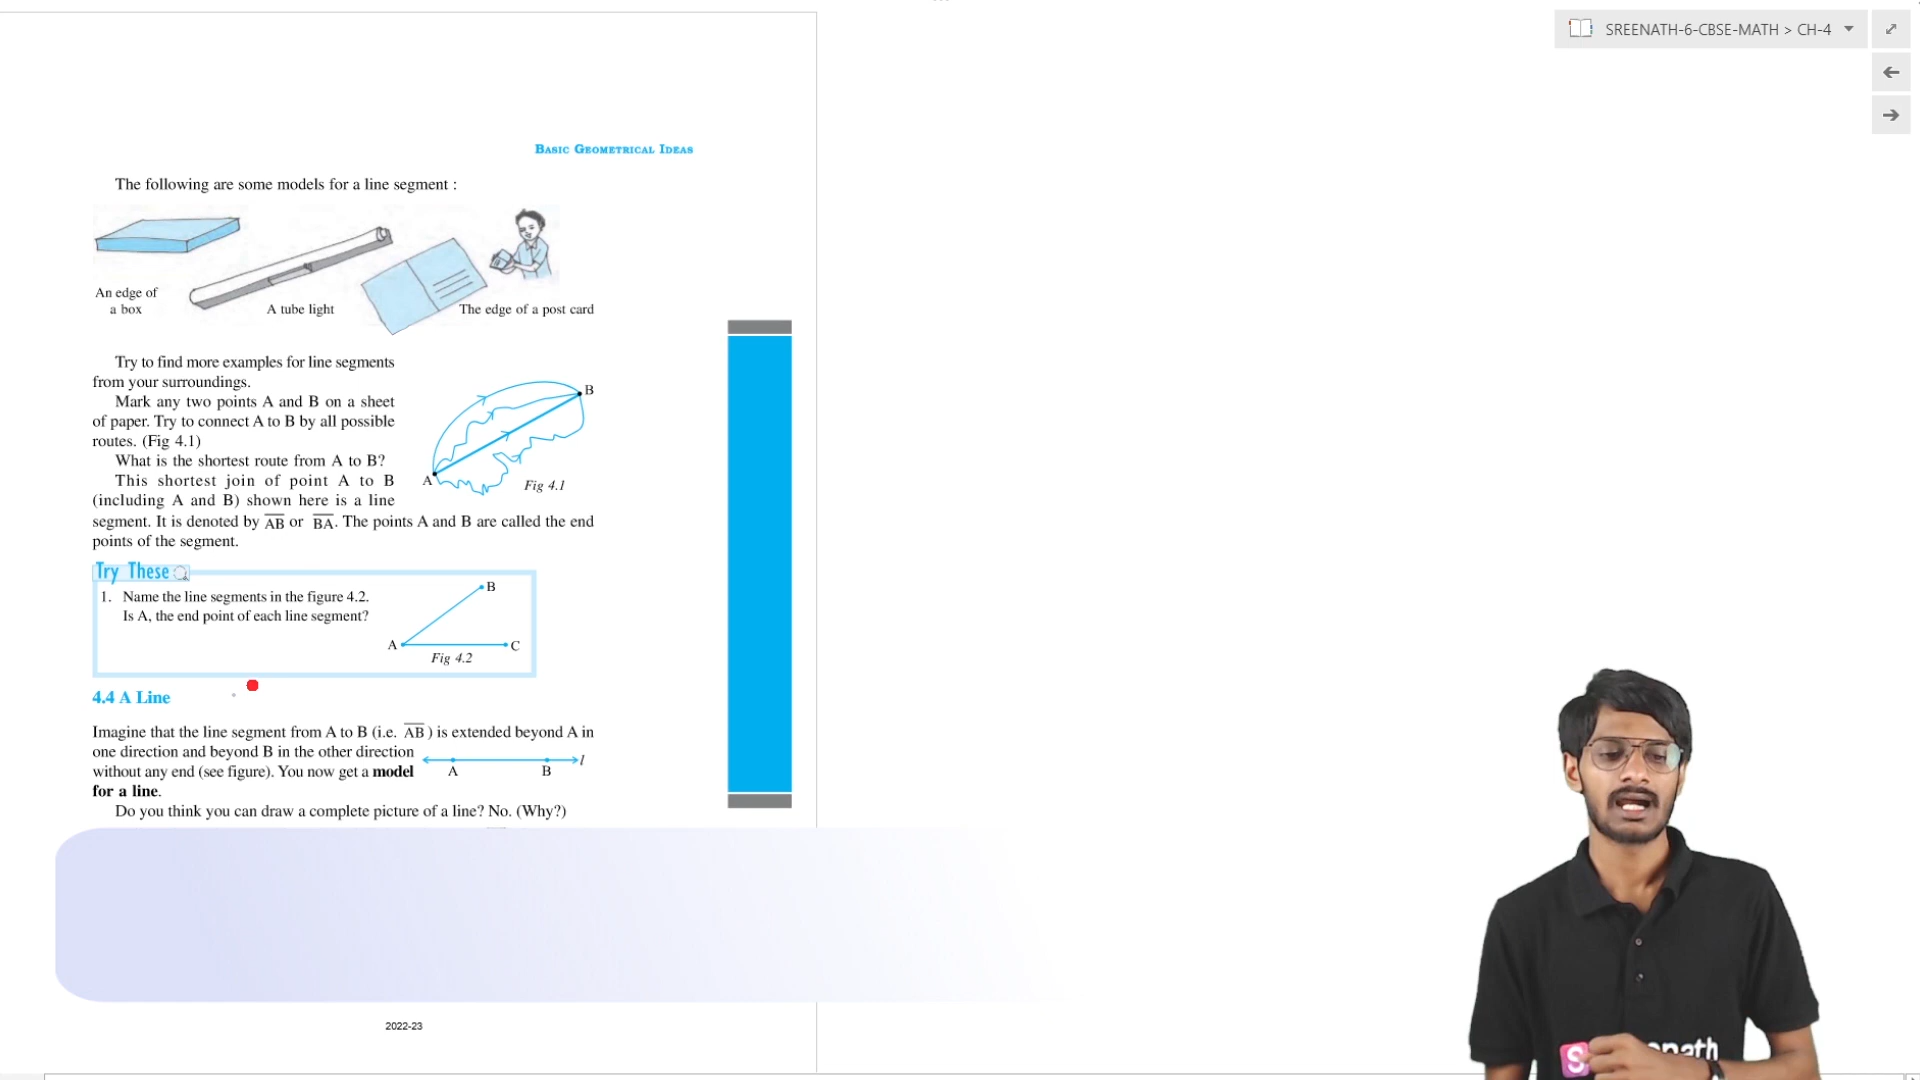 SREENATH-6-CBSE-MATH > CH-4
BASIC GEOMETRICAL IDEAS
The following are some models for a line segment :
An edge of
a box
A tube light
The edge of a post card
Try to find more examples for line segments
from your surroundings.
Mark any two points A and B on a sheet
of paper. Try to connect A to B by all possible
routes. (Fig 4.1)
What is the shortest route from A to B?
This shortest join of point A to B
(including A and B) shown here is a line
segment. It is denoted by A̅B̅ or B̅A̅. The points A and B are called the end
points of the segment.
B
A
Fig 4.1
Try These
1. Name the line segments in the figure 4.2.
Is A, the end point of each line segment?
B
A
C
Fig 4.2
4.4 A Line
Imagine that the line segment from A to B (i.e. A̅B̅) is extended beyond A in
one direction and beyond B in the other direction
without any end (see figure). You now get a model
for a line.
l
A
B
Do you think you can draw a complete picture of a line? No. (Why?)
2022-23
S